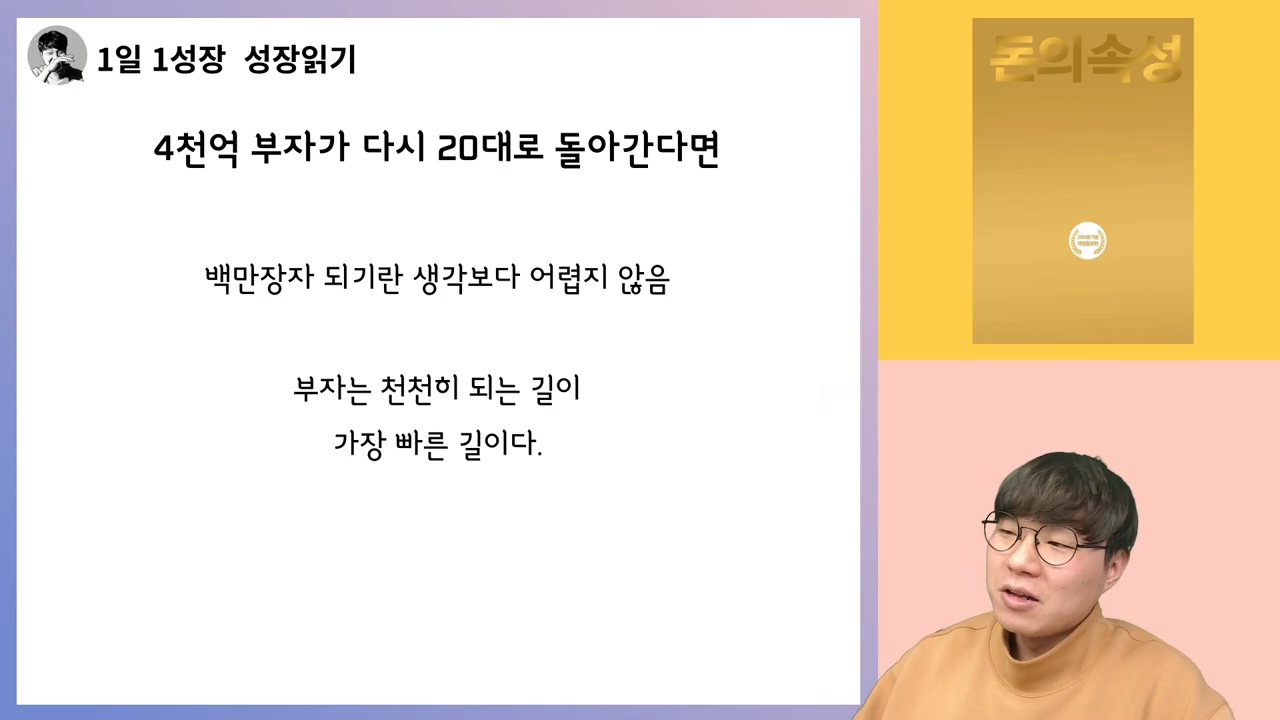 1일 1성장 성장읽기
4천억 부자가 다시 20대로 돌아간다면
백만장자 되기란 생각보다 어렵지 않음
부자는 천천히 되는 길이
가장 빠른 길이다.
돈의 속성